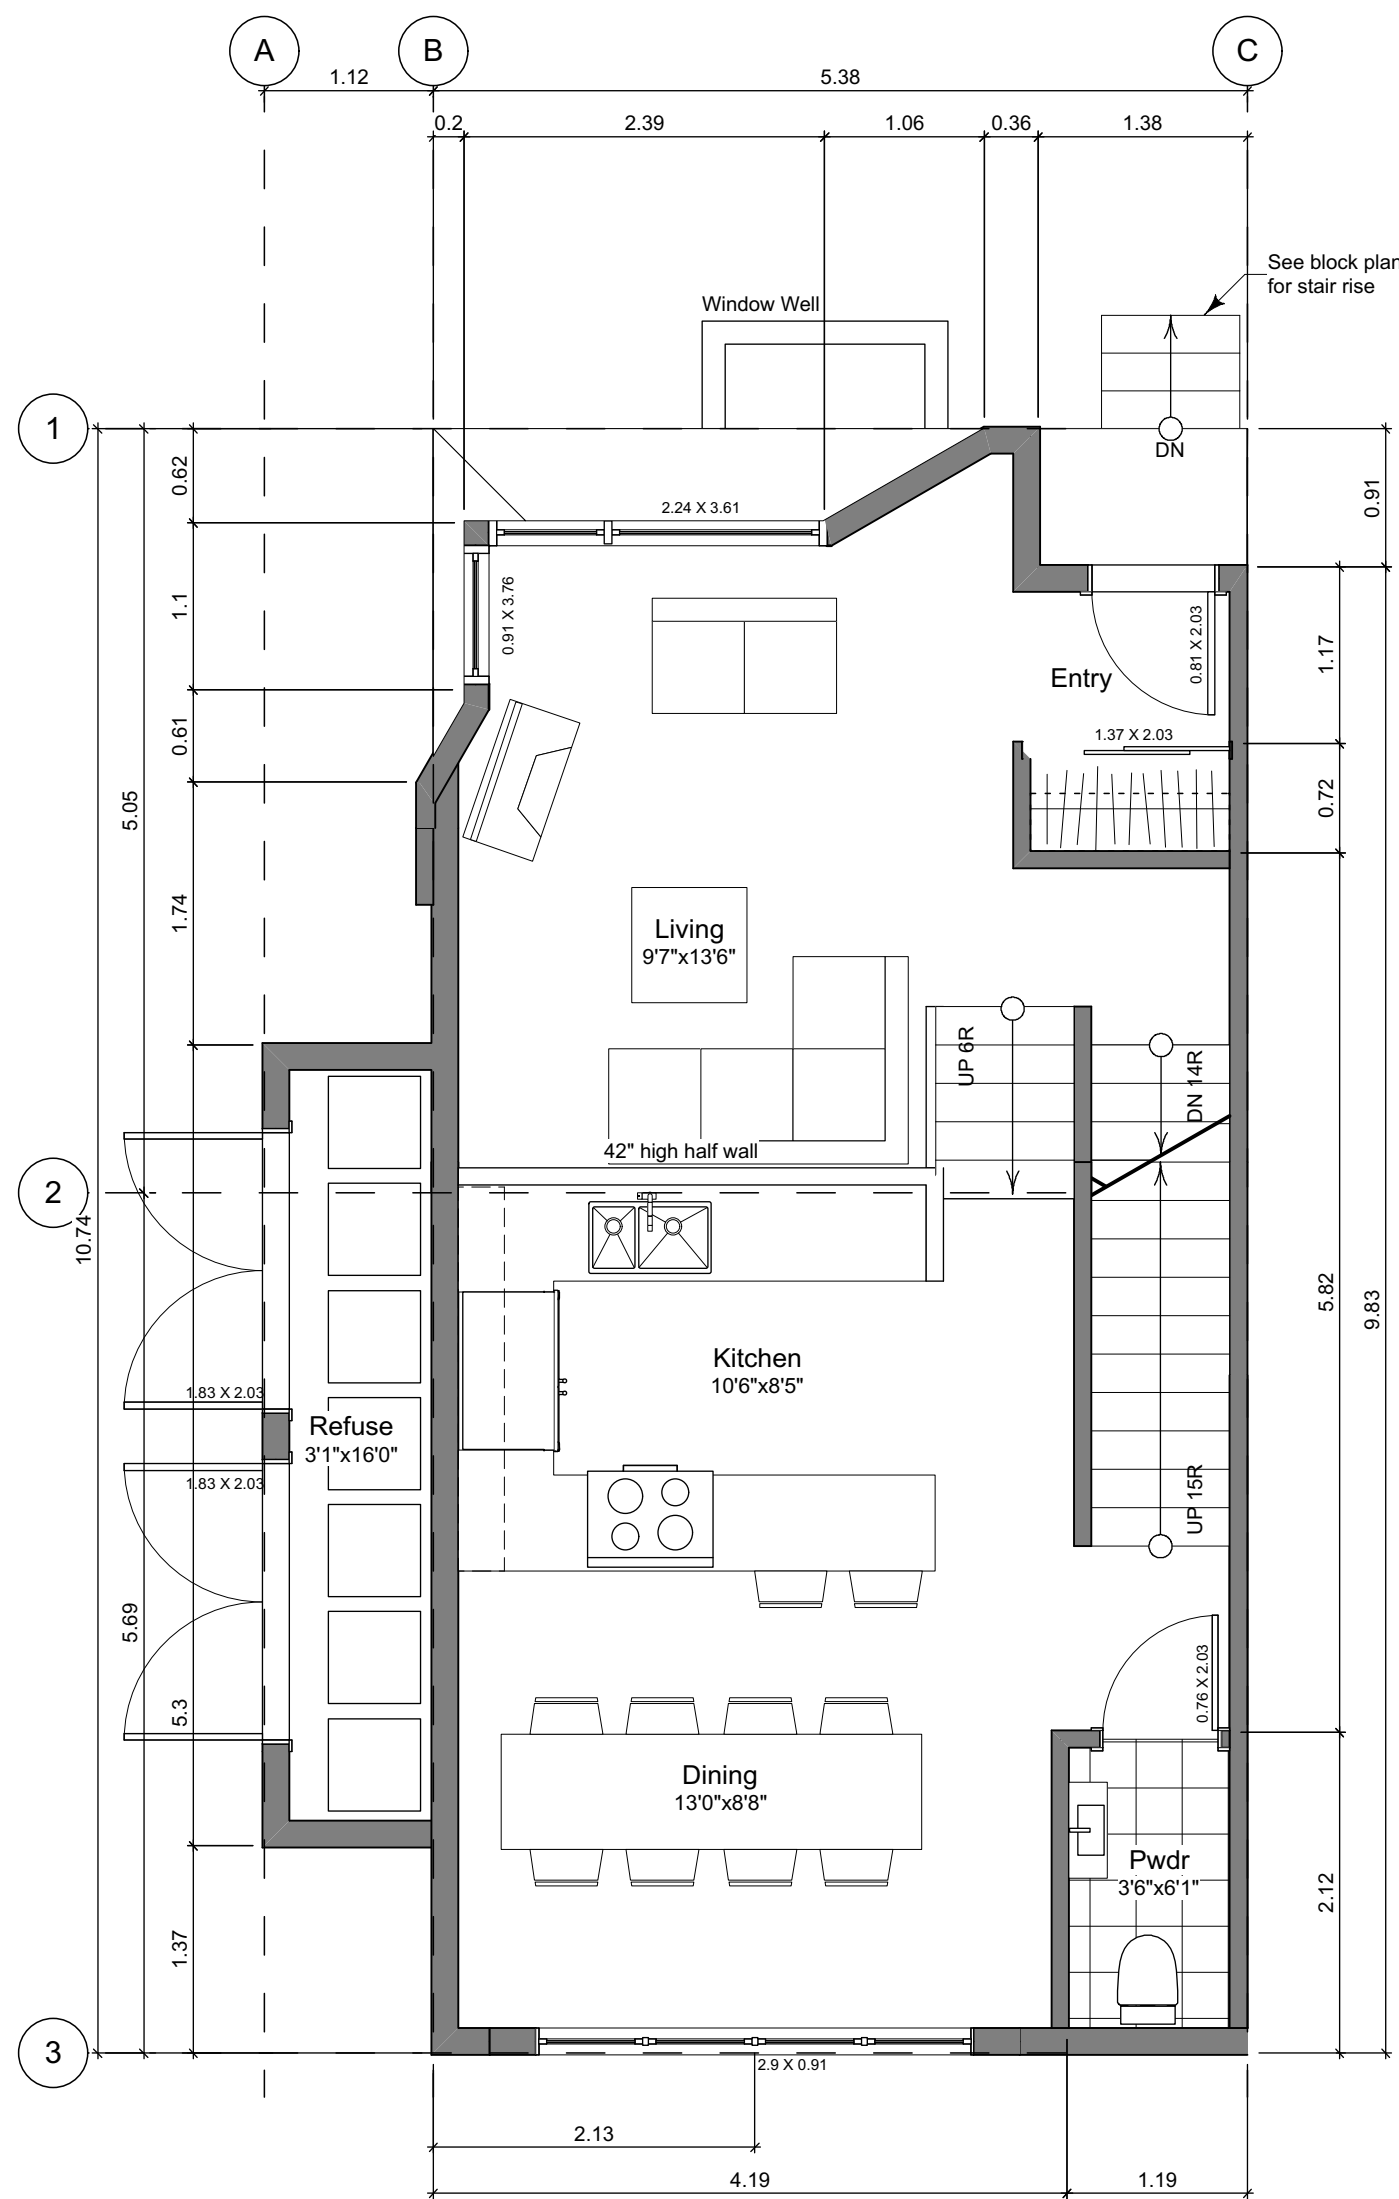 A
B
C
1.12
5.38
0.2
2.39
1.06
0.36
1.38
See block plan
for stair rise
Window Well
1
DN
0.62
0.91
2.24 X 3.61
1.1
0.91 X 3.76
0.81 X 2.03
1.17
Entry
1.37 X 2.03
0.61
0.72
5.05
1.74
Living
9'7"x13'6"
UP 6R
DN 14R
42" high half wall
2
10.74
5.82
9.83
Kitchen
10'6"x8'5"
1.83 X 2.03
Refuse
3'1"x16'0"
1.83 X 2.03
UP 15R
5.69
5.3
0.76 X 2.03
Dining
13'0"x8'8"
Pwdr
3'6"x6'1"
2.12
1.37
3
2.9 X 0.91
2.13
4.19
1.19